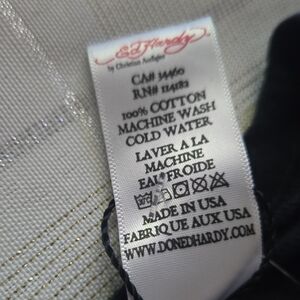 Ed Hardy
by Christian Audigier
CA# 34460
RN# 114182
100% COTTON
MACHINE WASH
COLD WATER
LAVER A LA
MACHINE
EAU FROIDE
MADE IN USA
FABRIQUE AUX USA
WWW.DONEDHARDY.COM